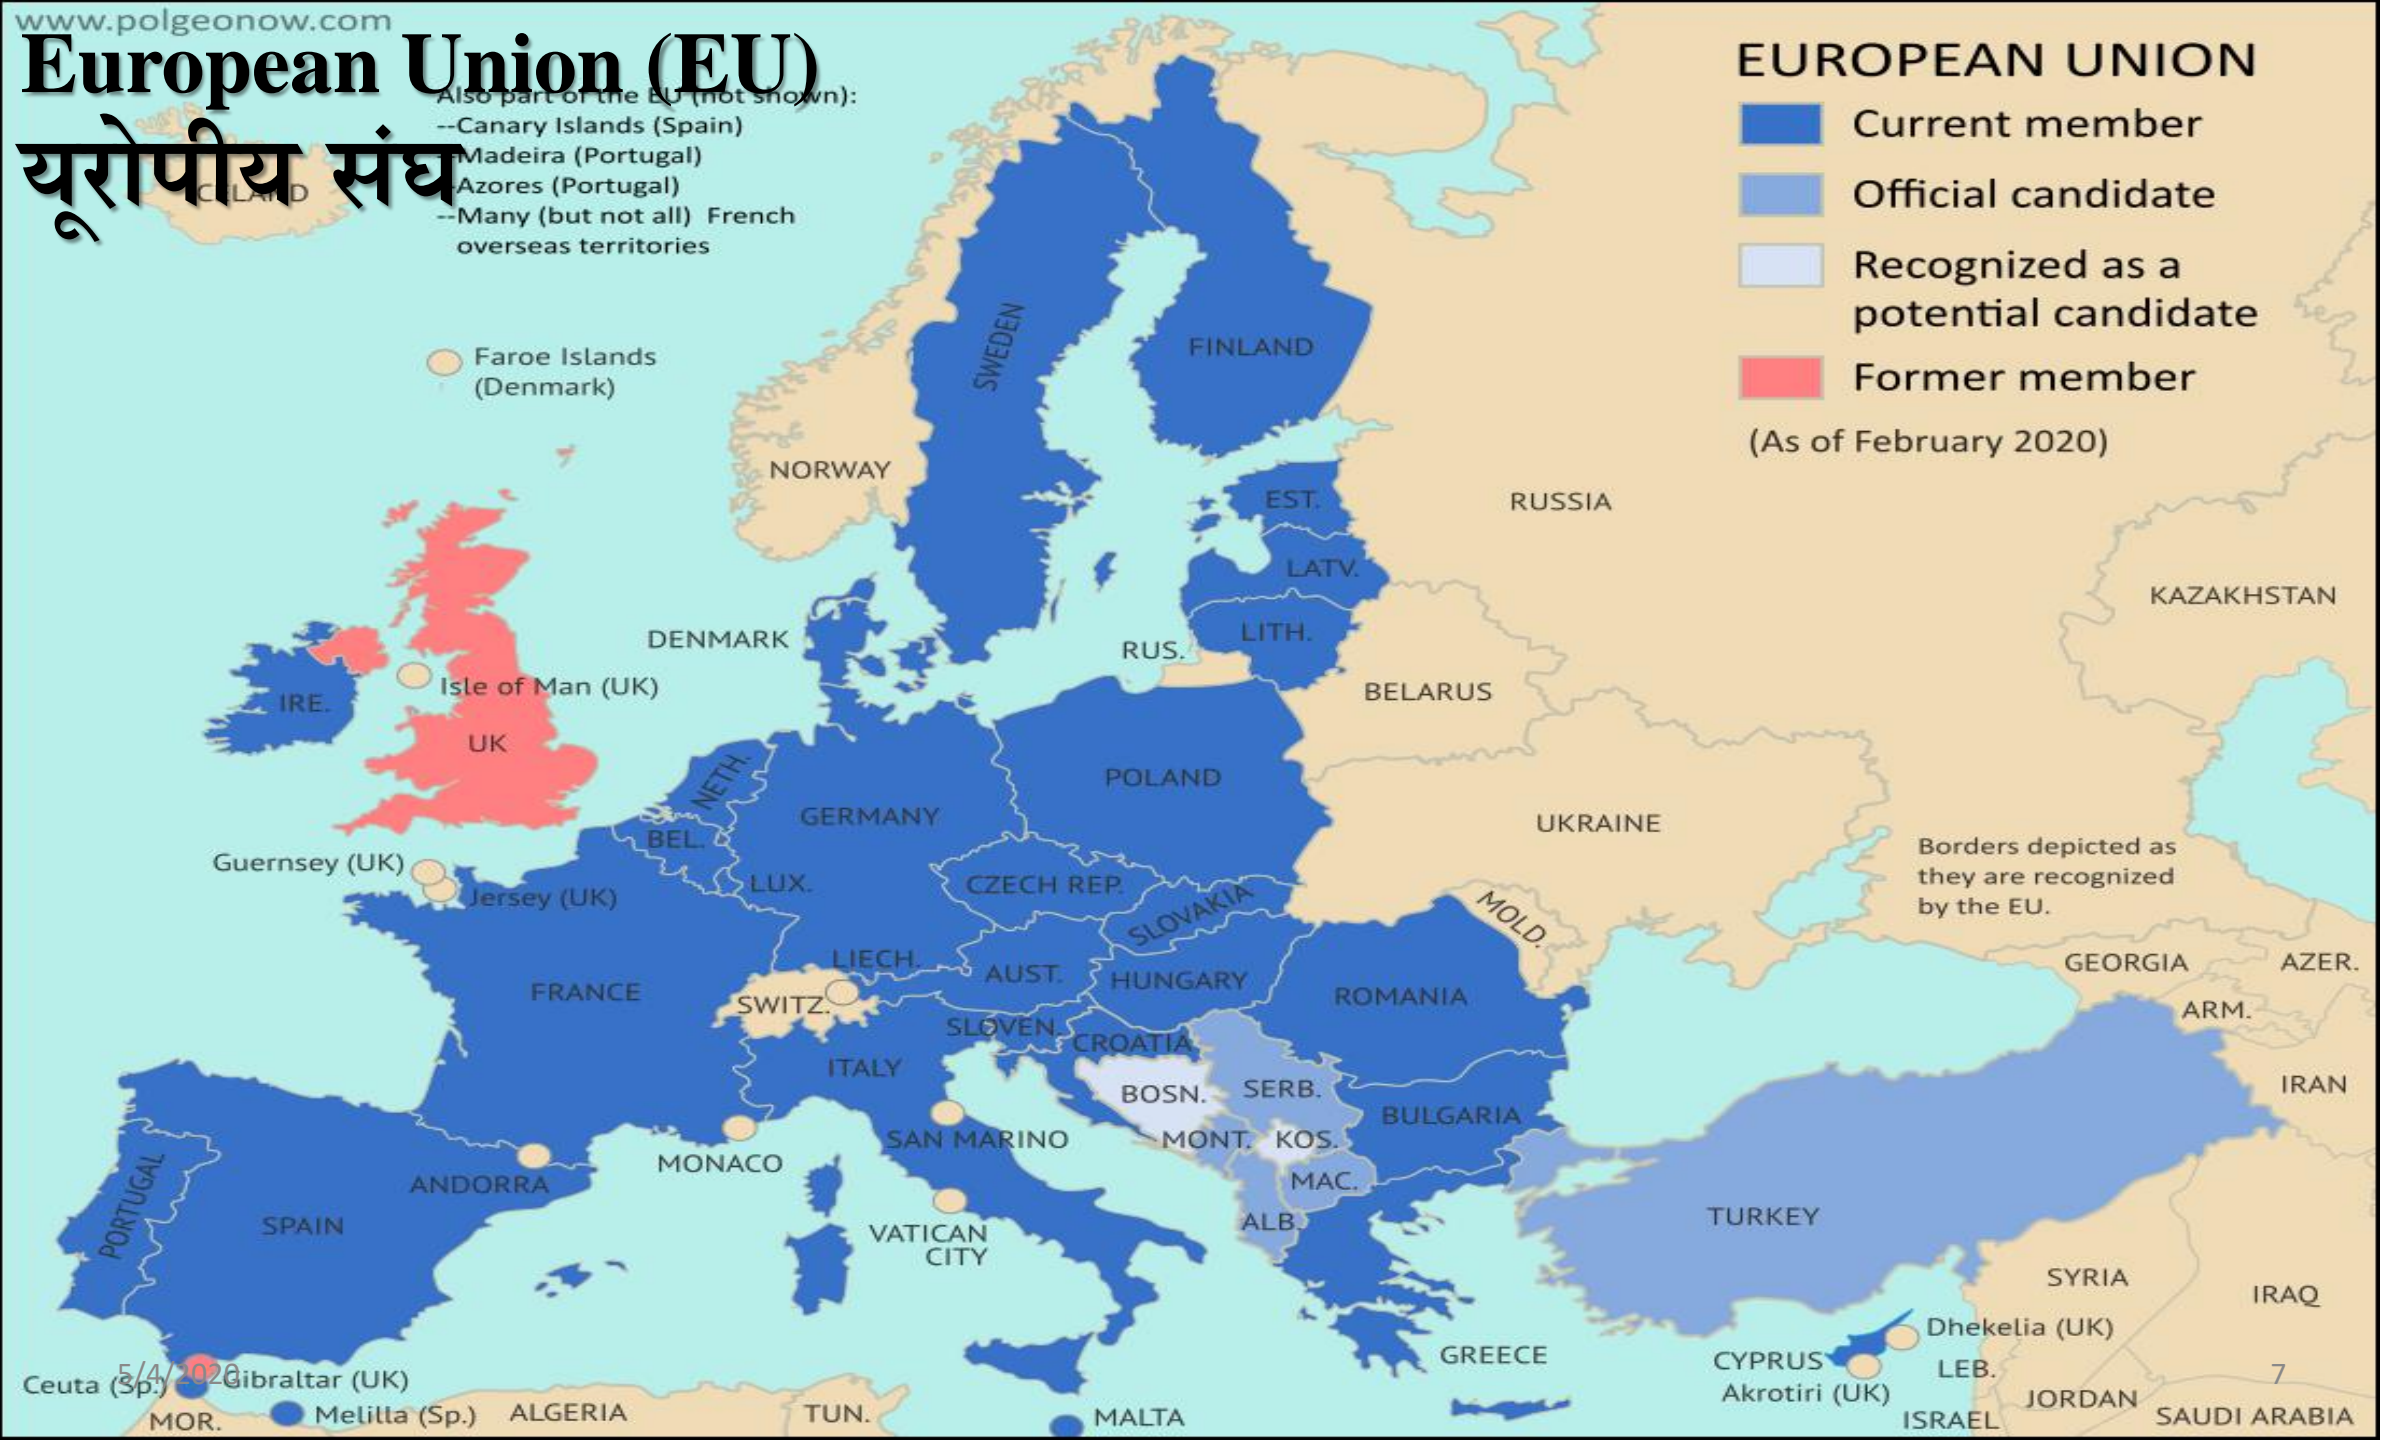 www.polgeonow.com
European Union (EU)
यूरोपीय संघ
Also part of the EU (not shown):
--Canary Islands (Spain)
--Madeira (Portugal)
--Azores (Portugal)
--Many (but not all) French
overseas territories
ICELAND
EUROPEAN UNION
Current member
Official candidate
Recognized as a
potential candidate
Former member
(As of February 2020)
Faroe Islands
(Denmark)
SWEDEN
FINLAND
NORWAY
EST.
RUSSIA
LATV.
KAZAKHSTAN
LITH.
DENMARK
RUS.
BELARUS
Isle of Man (UK)
IRE.
UK
NETH.
POLAND
GERMANY
UKRAINE
BEL.
Borders depicted as
they are recognized
by the EU.
Guernsey (UK)
LUX.
CZECH REP.
Jersey (UK)
SLOVAKIA
MOLD.
LIECH.
AUST.
HUNGARY
GEORGIA
AZER.
FRANCE
SWITZ.
ROMANIA
ARM.
SLOVEN.
CROATIA
ITALY
BOSN.
SERB.
IRAN
BULGARIA
SAN MARINO
MONT.
KOS.
MONACO
ANDORRA
MAC.
PORTUGAL
SPAIN
VATICAN
CITY
ALB.
TURKEY
SYRIA
IRAQ
Dhekelia (UK)
GREECE
CYPRUS
LEB.
Akrotiri (UK)
5/4/2020
7
Ceuta (Sp.)
Gibraltar (UK)
JORDAN
MOR.
Melilla (Sp.)
ALGERIA
TUN.
MALTA
ISRAEL
SAUDI ARABIA